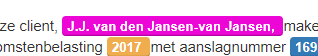 ze client, J.J. van den Jansen-van Jansen, make
omstenbelasting 2017 met aanslagnummer 169